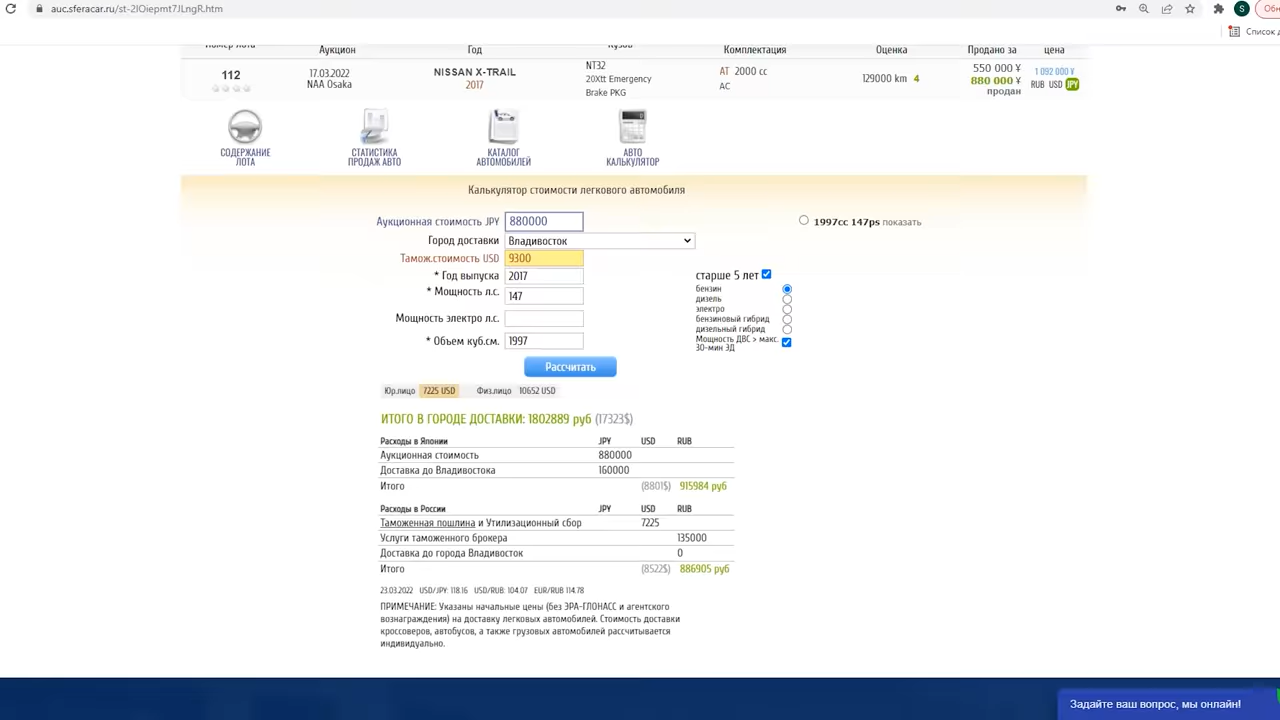 auc.sferacar.ru/st-2IOiepmt7JLngR.htm
S
Обн
Список д
Номер лота
Аукцион
Год
Кузов
Комплектация
Оценка
Продано за
цена
112
17.03.2022
NAA Osaka
NISSAN X-TRAIL
2017
NT32
20Xtt Emergency
Brake PKG
AT 2000 cc
AC
129000 km 4
550 000 ¥
880 000 ¥
продан
1 092 000 ¥
RUB USD JPY
СОДЕРЖАНИЕ
ЛОТА
СТАТИСТИКА
ПРОДАЖ АВТО
КАТАЛОГ
АВТОМОБИЛЕЙ
АВТО
КАЛЬКУЛЯТОР
Калькулятор стоимости легкового автомобиля
Аукционная стоимость JPY 880000
1997cc 147ps показать
Город доставки Владивосток
Тамож.стоимость USD 9300
* Год выпуска 2017
старше 5 лет
* Мощность л.с. 147
бензин
дизель
электро
Мощность электро л.с.
бензиновый гибрид
дизельный гибрид
* Объем куб.см. 1997
Мощность ДВС > макс.
30-мин ЭД
Рассчитать
Юр.лицо 7225 USD Физ.лицо 10652 USD
ИТОГО В ГОРОДЕ ДОСТАВКИ: 1802889 руб (17323$)
Расходы в Японии JPY USD RUB
Аукционная стоимость 880000
Доставка до Владивостока 160000
Итого (8801$) 915984 руб
Расходы в России JPY USD RUB
Таможенная пошлина и Утилизационный сбор 7225
Услуги таможенного брокера 135000
Доставка до города Владивосток 0
Итого (8522$) 886905 руб
23.03.2022 USD/JPY: 118.16 USD/RUB: 104.07 EUR/RUB 114.78
ПРИМЕЧАНИЕ: Указаны начальные цены (без ЭРА-ГЛОНАСС и агентского
вознаграждения) на доставку легковых автомобилей. Стоимость доставки
кроссоверов, автобусов, а также грузовых автомобилей рассчитывается
индивидуально.
Задайте ваш вопрос, мы онлайн!